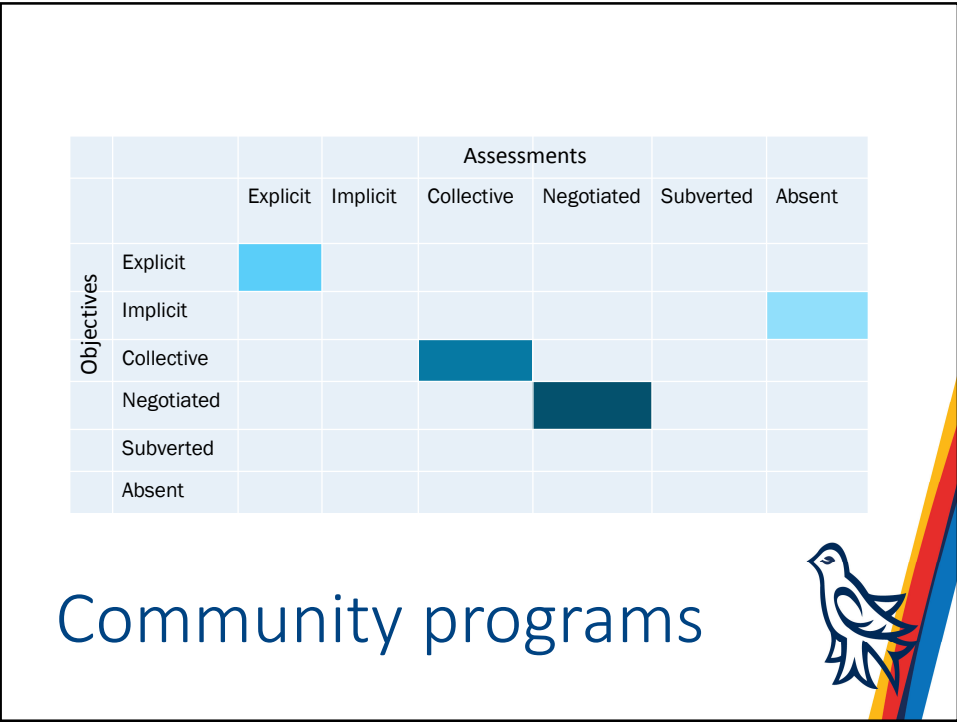 Assessments
Explicit Implicit Collective Negotiated Subverted Absent
Objectives
Explicit
Implicit
Collective
Negotiated
Subverted
Absent
Community programs